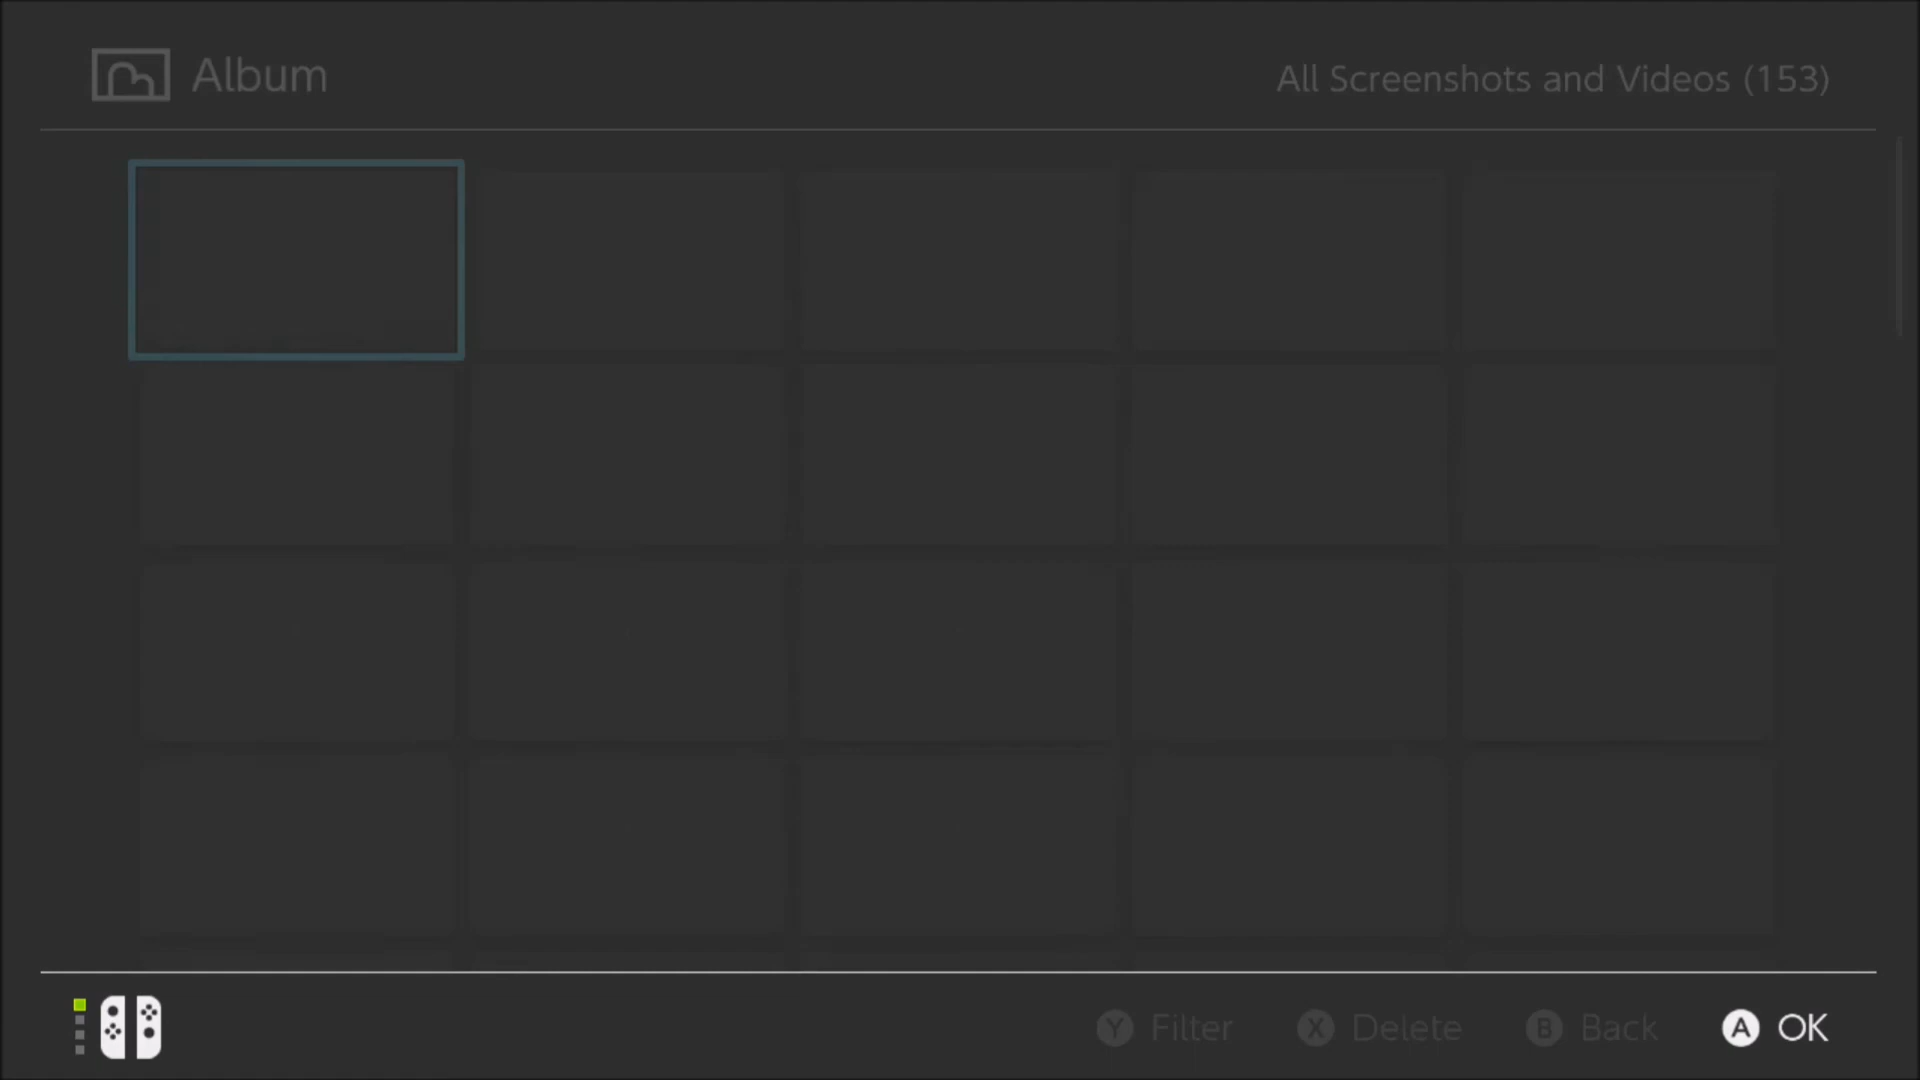 Album
All Screenshots and Videos (153)
Y Filter X Delete B Back A OK